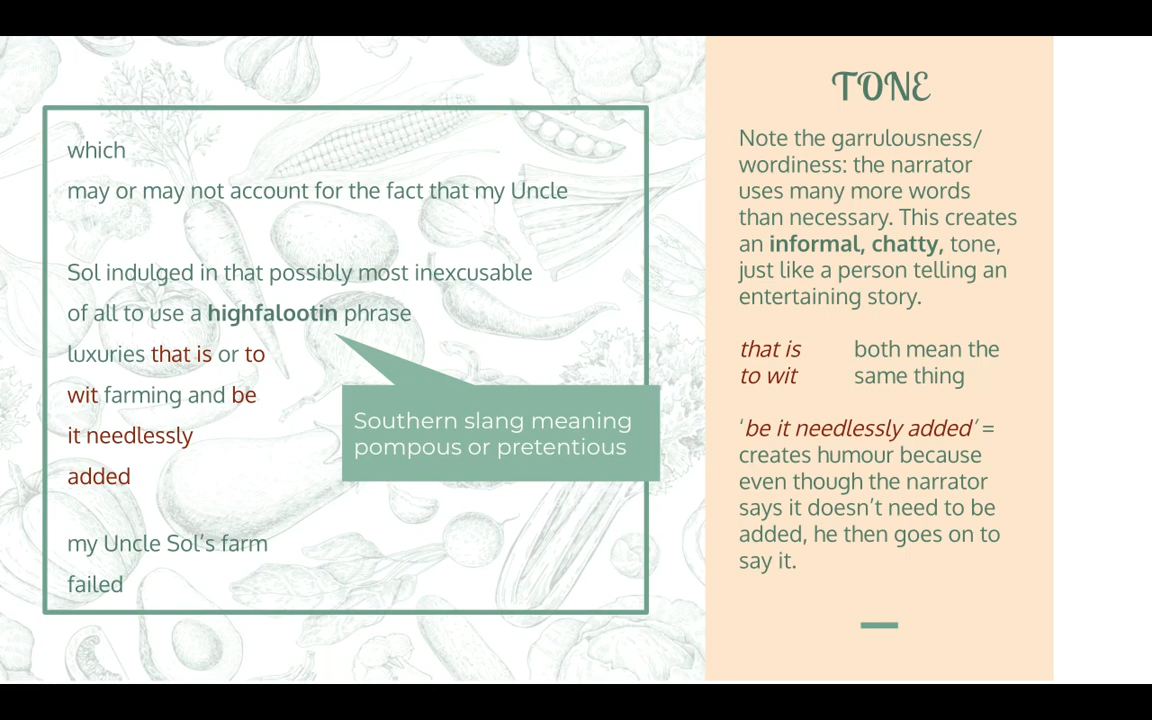 which
may or may not account for the fact that my Uncle
Sol indulged in that possibly most inexcusable
of all to use a highfalootin phrase
luxuries that is or to
wit farming and be
it needlessly
added
my Uncle Sol's farm
failed
Southern slang meaning
pompous or pretentious
TONE
Note the garrulousness/
wordiness: the narrator
uses many more words
than necessary. This creates
an informal, chatty, tone,
just like a person telling an
entertaining story.
that is both mean the
to wit same thing
'be it needlessly added' =
creates humour because
even though the narrator
says it doesn't need to be
added, he then goes on to
say it.